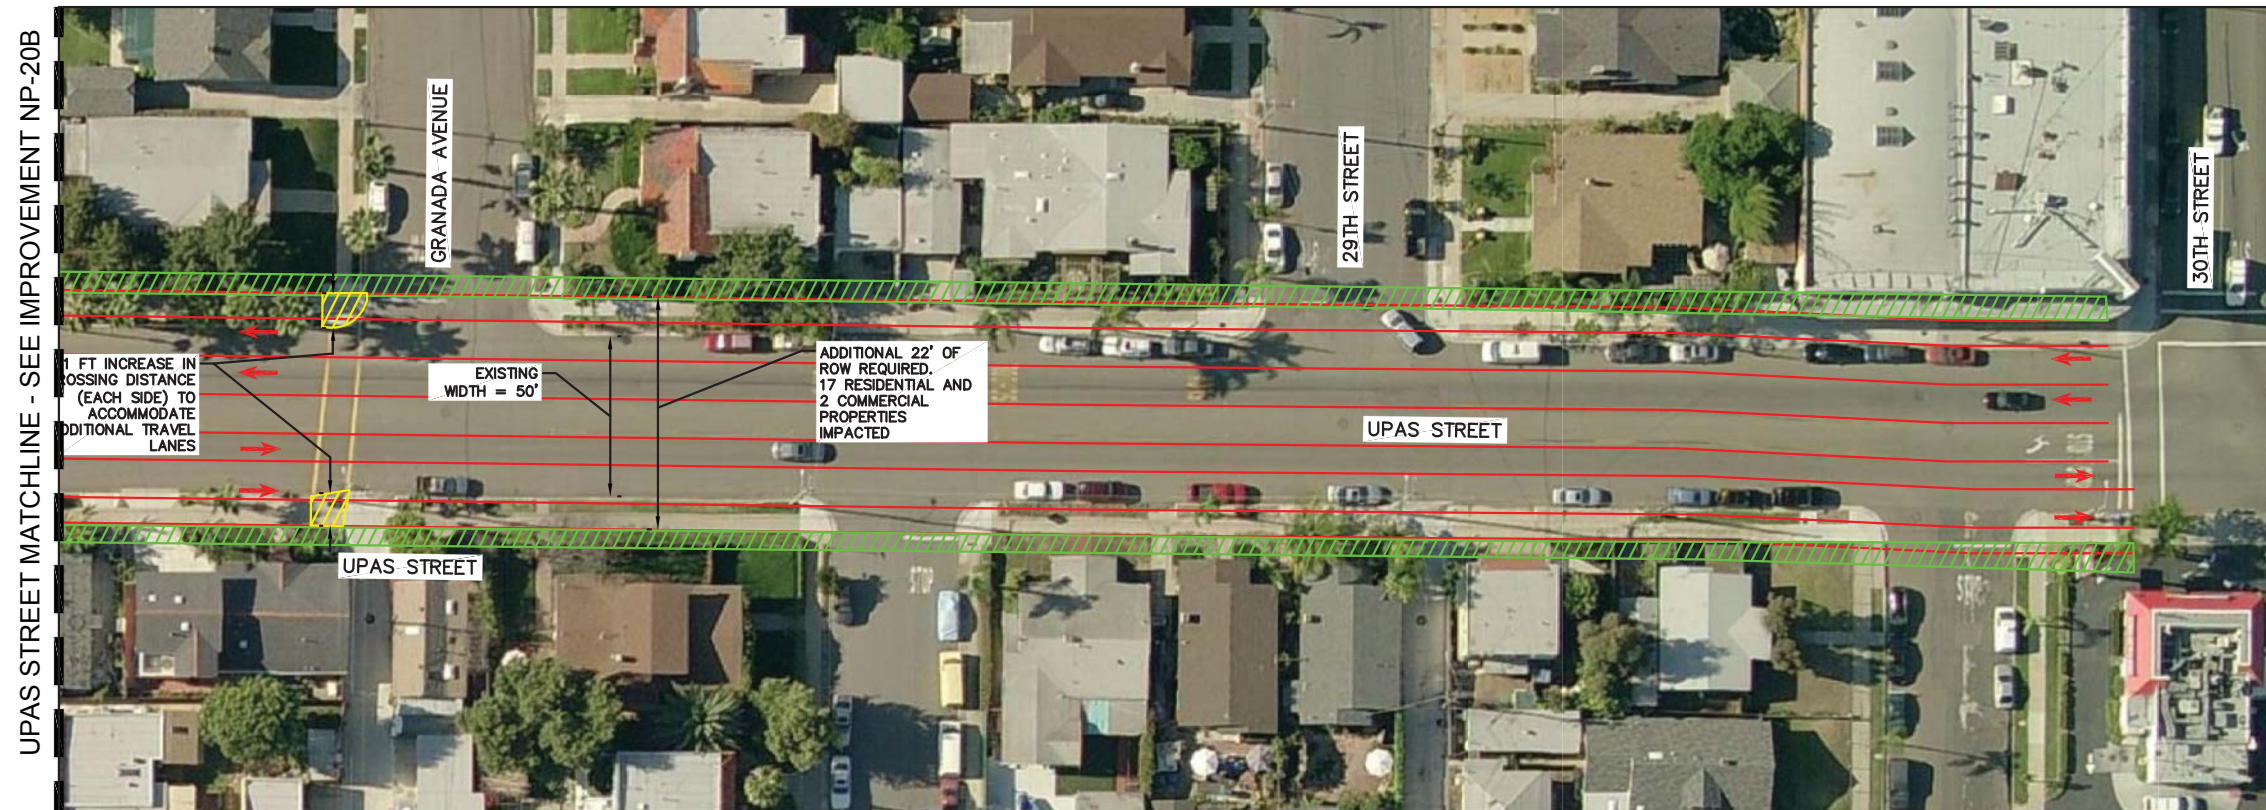 UPAS STREET MATCHLINE - SEE IMPROVEMENT NP-20B
GRANADA AVENUE
29TH STREET
30TH STREET
1 FT INCREASE IN
ROSSING DISTANCE
(EACH SIDE) TO
ACCOMMODATE
DDITIONAL TRAVEL
LANES
EXISTING
WIDTH = 50'
ADDITIONAL 22' OF
ROW REQUIRED.
17 RESIDENTIAL AND
2 COMMERCIAL
PROPERTIES
IMPACTED
UPAS STREET
UPAS STREET